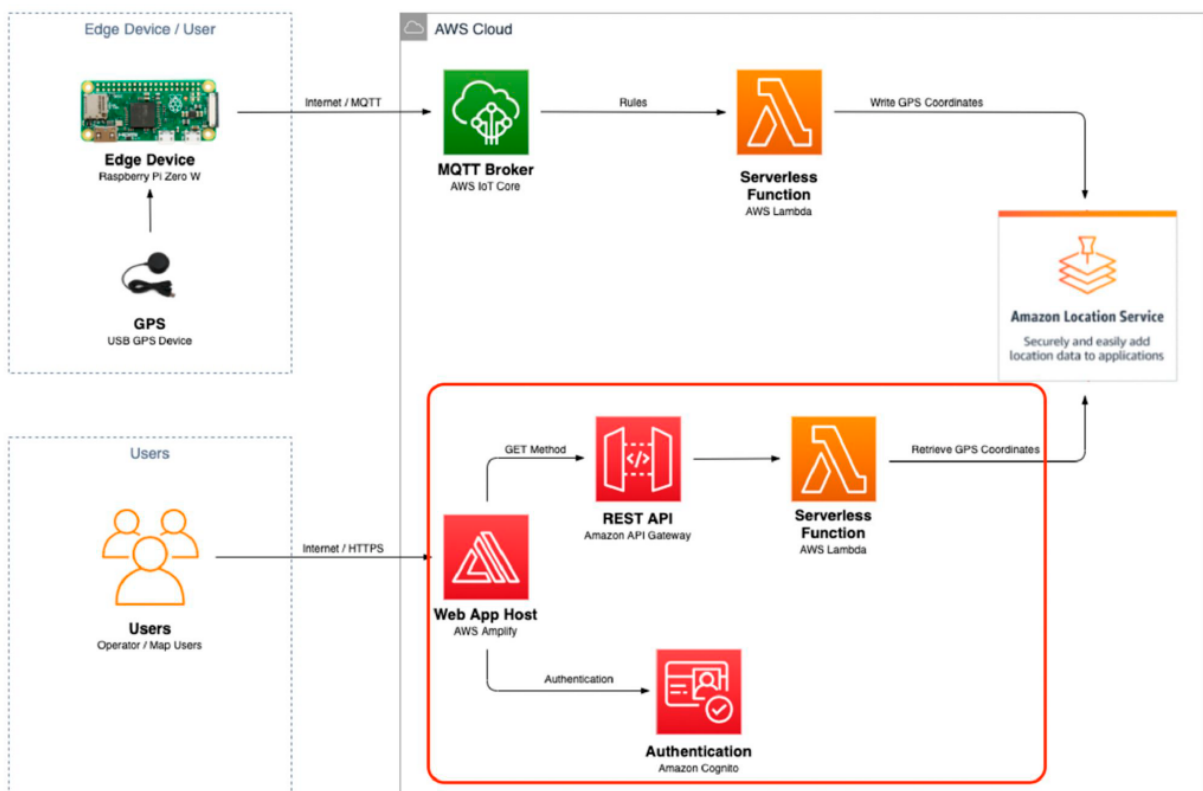 Edge Device / User
AWS Cloud
Internet / MQTT
Rules
Write GPS Coordinates
Edge Device
Raspberry Pi Zero W
MQTT Broker
AWS IoT Core
Serverless
Function
AWS Lambda
GPS
USB GPS Device
Amazon Location Service
Securely and easily add
location data to applications
Users
GET Method
Retrieve GPS Coordinates
REST API
Amazon API Gateway
Serverless
Function
AWS Lambda
Internet / HTTPS
Web App Host
AWS Amplify
Users
Operator / Map Users
Authentication
Authentication
Amazon Cognito